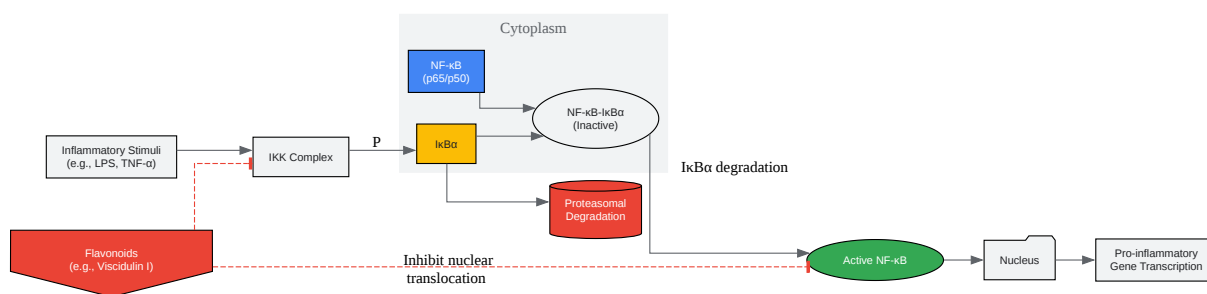 Cytoplasm
NF-κB
(p65/p50)
NF-κB-IκBα
(Inactive)
Inflammatory Stimuli
(e.g., LPS, TNF-α)
IKK Complex
P
IκBα
IκBα degradation
Proteasomal
Degradation
Flavonoids
(e.g., Viscidulin I)
Inhibit nuclear
translocation
Active NF-κB
Nucleus
Pro-inflammatory
Gene Transcription